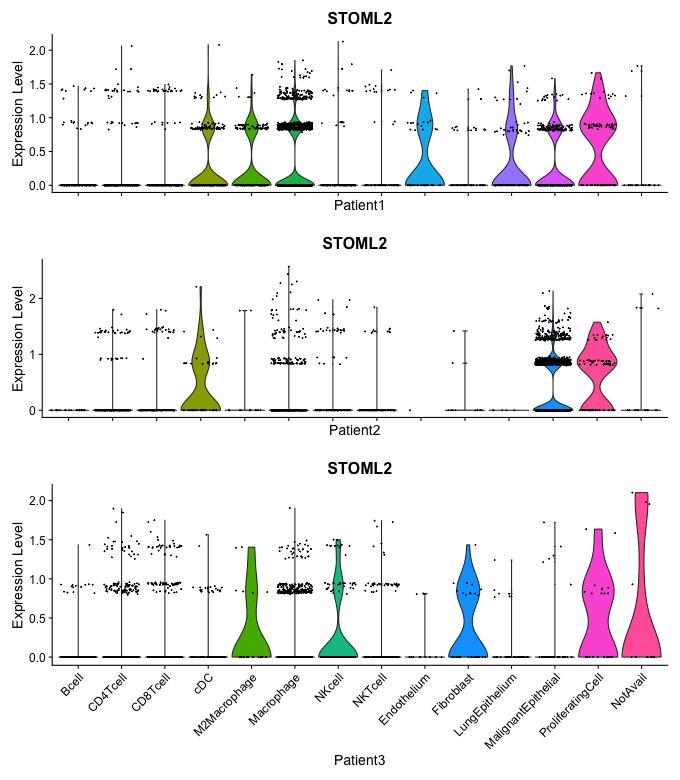 STOML2
Expression Level
2.0
1.5
1.0
0.5
0.0
Patient1
STOML2
Expression Level
2
1
0
Patient2
STOML2
Expression Level
2.0
1.5
1.0
0.5
0.0
Bcell
CD4Tcell
CD8Tcell
cDC
M2Macrophage
Macrophage
NKcell
NKTcell
Endothelium
Fibroblast
LungEpithelium
MalignantEpithelial
ProliferatingCell
NotAvail
Patient3